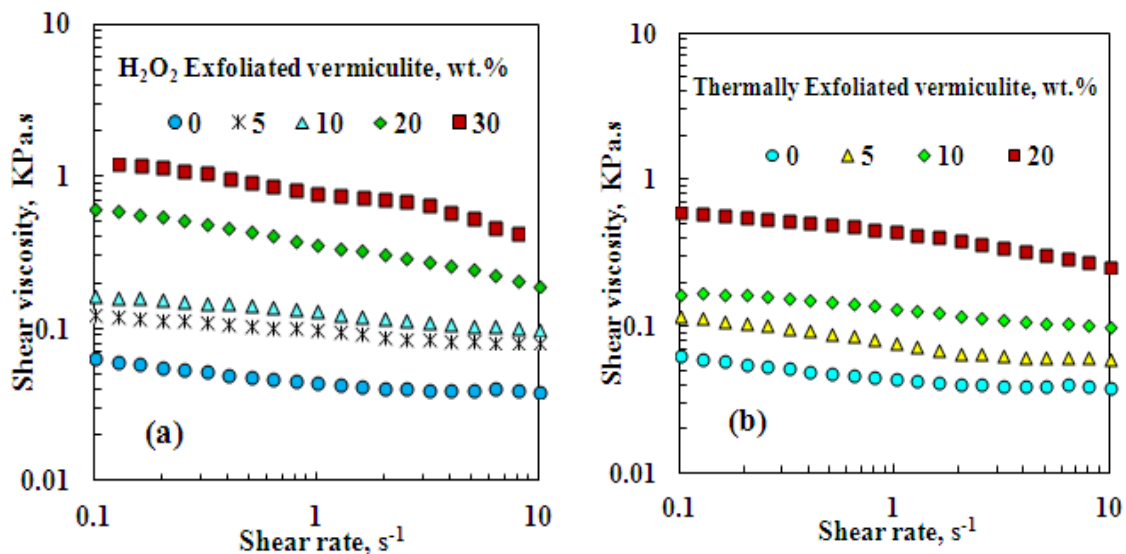 10
H₂O₂ Exfoliated vermiculite, wt.%
0 5 10 20 30
1
0.1
0.01
Shear viscosity, KPa.s
(a)
0.1 1 10
Shear rate, s⁻¹
10
Thermally Exfoliated vermiculite, wt.%
0 5 10 20
1
0.1
0.01
Shear viscosity, KPa.s
(b)
0.1 1 10
Shear rate, s⁻¹